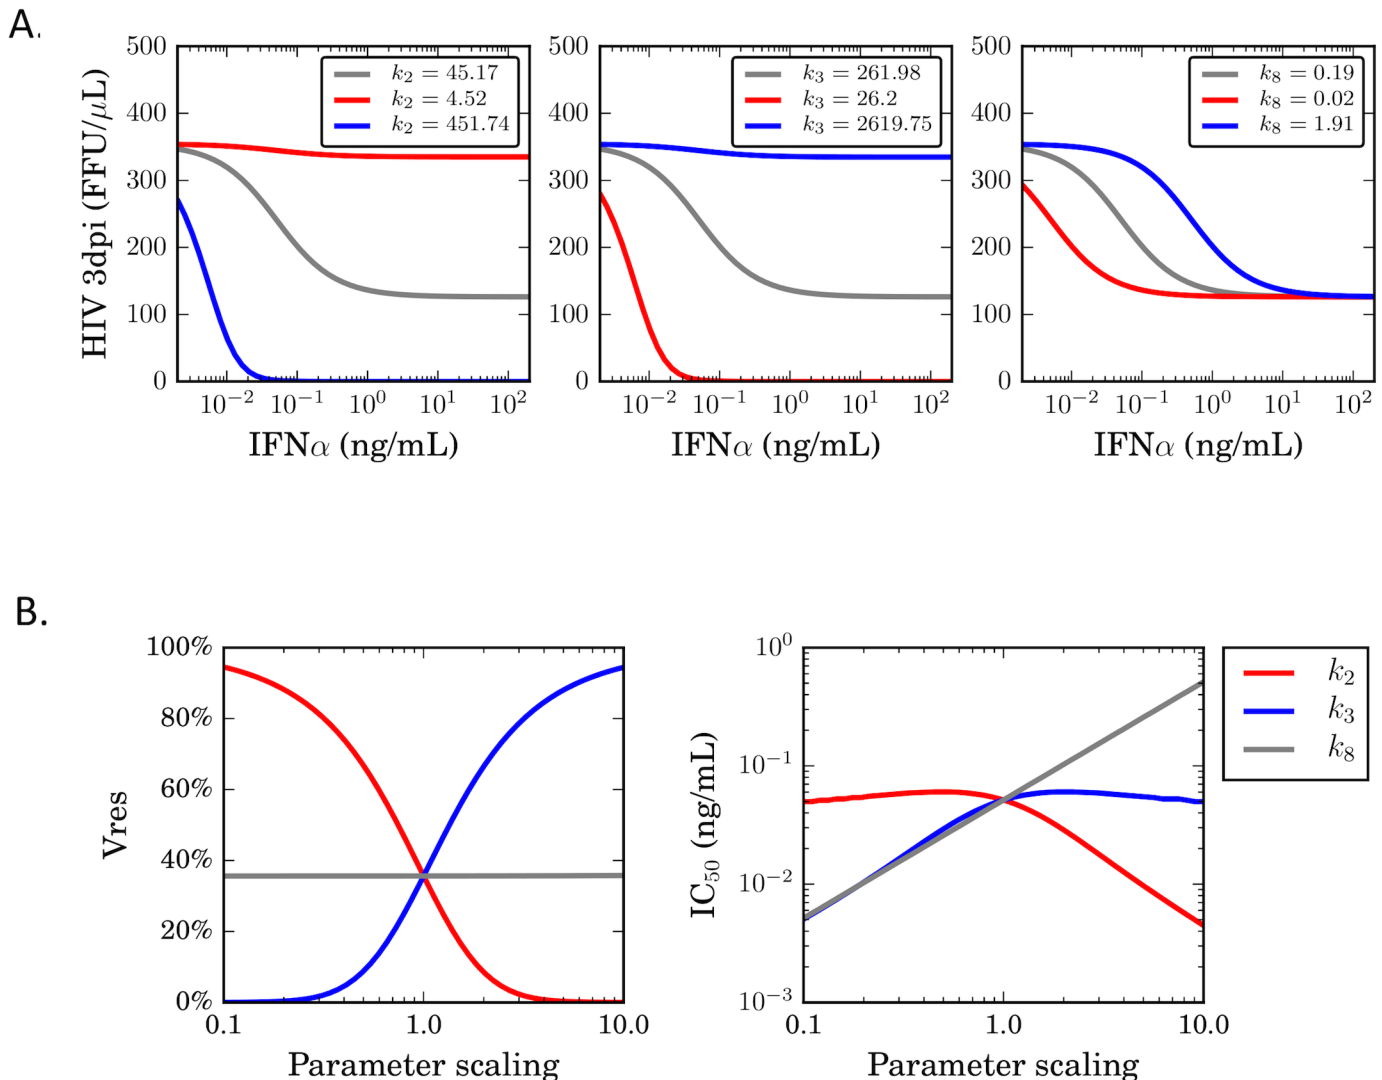 A.
500
400
300
200
100
0
HIV 3dpi (FFU/μL)
k₂ = 45.17
k₂ = 4.52
k₂ = 451.74
10⁻² 10⁻¹ 10⁰ 10¹ 10²
IFNα (ng/mL)
500
400
300
200
100
0
k₃ = 261.98
k₃ = 26.2
k₃ = 2619.75
10⁻² 10⁻¹ 10⁰ 10¹ 10²
IFNα (ng/mL)
500
400
300
200
100
0
k₈ = 0.19
k₈ = 0.02
k₈ = 1.91
10⁻² 10⁻¹ 10⁰ 10¹ 10²
IFNα (ng/mL)
B.
100%
80%
60%
40%
20%
0%
Vres
0.1 1.0 10.0
Parameter scaling
10⁰
10⁻¹
10⁻²
10⁻³
IC₅₀ (ng/mL)
0.1 1.0 10.0
Parameter scaling
k₂
k₃
k₈